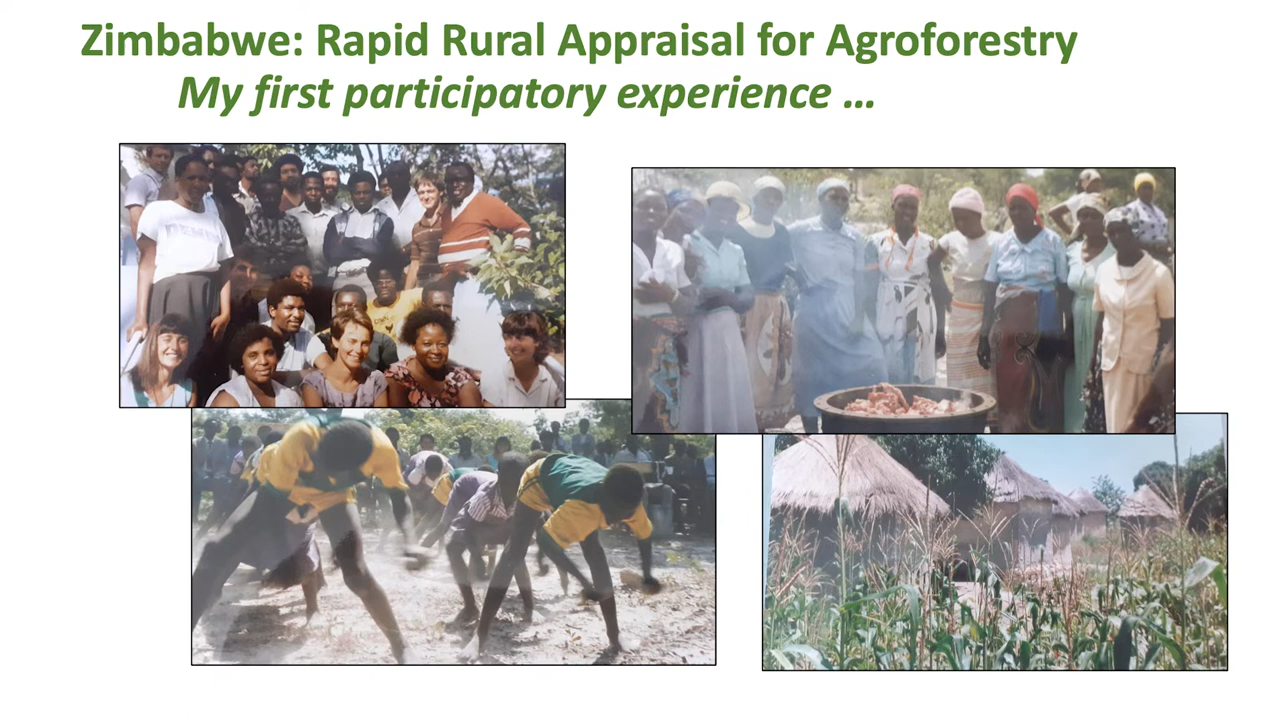 Zimbabwe: Rapid Rural Appraisal for Agroforestry
My first participatory experience …